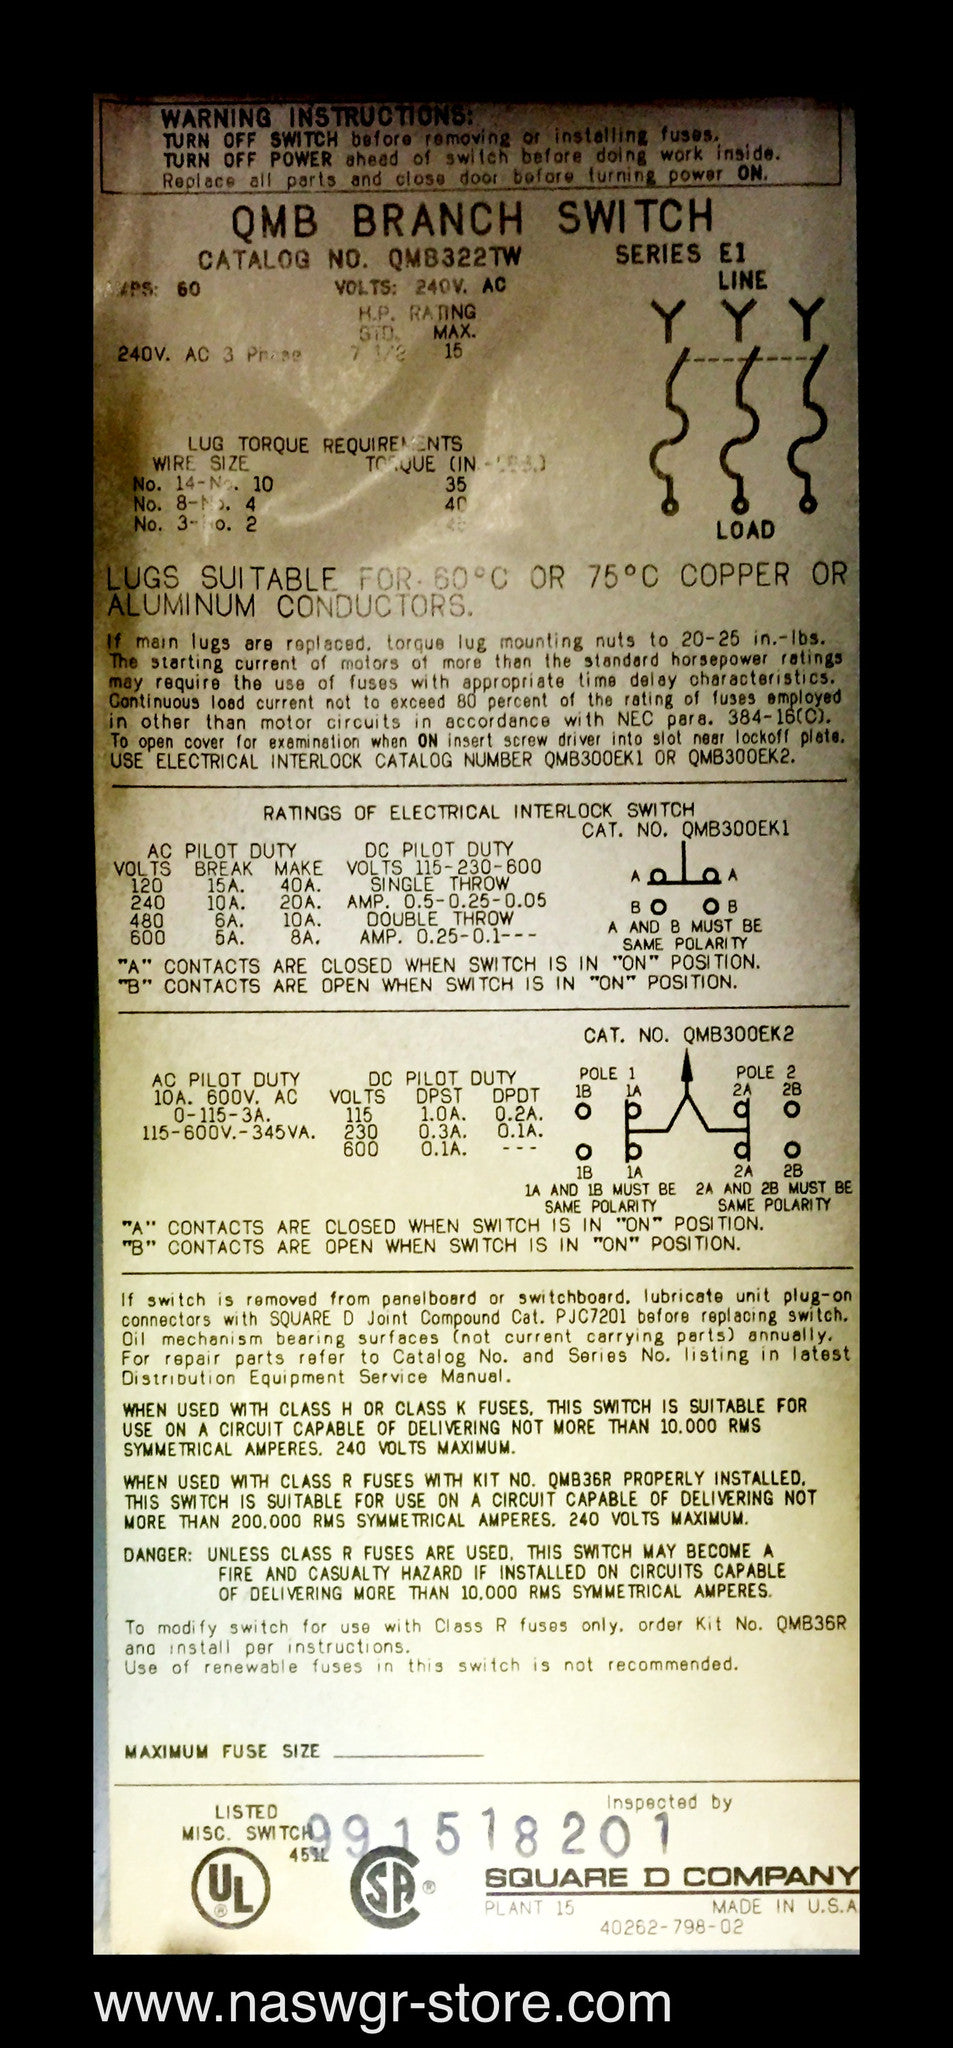 WARNING INSTRUCTIONS:
TURN OFF SWITCH before removing or installing fuses.
TURN OFF POWER ahead of switch before doing work inside.
Replace all parts and close door before turning power ON.
QMB BRANCH SWITCH
CATALOG NO. QMB322TW SERIES E1
60 VOLTS: 240V. AC
LINE
H.P. RATING
STD. MAX.
240V. AC 3 Phase 7 1/2 15
LUG TORQUE REQUIREMENTS
WIRE SIZE TORQUE (IN.-LBS.)
No. 14-No. 10 35
No. 8-No. 4 40
No. 3-No. 2
LOAD
LUGS SUITABLE FOR 60°C OR 75°C COPPER OR
ALUMINUM CONDUCTORS.
If main lugs are replaced, torque lug mounting nuts to 20-25 in.-lbs.
The starting current of motors of more than the standard horsepower ratings
may require the use of fuses with appropriate time delay characteristics.
Continuous load current not to exceed 80 percent of the rating of fuses employed
in other than motor circuits in accordance with NEC para. 384-16(C).
To open cover for examination when ON insert screw driver into slot near lockoff plate.
USE ELECTRICAL INTERLOCK CATALOG NUMBER QMB300EK1 OR QMB300EK2.
RATINGS OF ELECTRICAL INTERLOCK SWITCH
CAT. NO. QMB300EK1
AC PILOT DUTY DC PILOT DUTY
VOLTS BREAK MAKE VOLTS 115-230-600
120 15A. 40A. SINGLE THROW
240 10A. 20A. AMP. 0.5-0.25-0.05
480 6A. 10A. DOUBLE THROW
600 5A. 8A. AMP. 0.25-0.1---
A A
B B
A AND B MUST BE
SAME POLARITY
"A" CONTACTS ARE CLOSED WHEN SWITCH IS IN "ON" POSITION.
"B" CONTACTS ARE OPEN WHEN SWITCH IS IN "ON" POSITION.
CAT. NO. QMB300EK2
AC PILOT DUTY DC PILOT DUTY
10A. 600V. AC VOLTS DPST DPDT
0-115-3A. 115 1.0A. 0.2A.
115-600V.-345VA. 230 0.3A. 0.1A.
600 0.1A. ---
POLE 1 POLE 2
1B 1A 2A 2B
1B 1A 2A 2B
1A AND 1B MUST BE 2A AND 2B MUST BE
SAME POLARITY SAME POLARITY
"A" CONTACTS ARE CLOSED WHEN SWITCH IS IN "ON" POSITION.
"B" CONTACTS ARE OPEN WHEN SWITCH IS IN "ON" POSITION.
If switch is removed from panelboard or switchboard, lubricate unit plug-on
connectors with SQUARE D Joint Compound Cat. PJC7201 before replacing switch.
Oil mechanism bearing surfaces (not current carrying parts) annually.
For repair parts refer to Catalog No. and Series No. listing in latest
Distribution Equipment Service Manual.
WHEN USED WITH CLASS H OR CLASS K FUSES, THIS SWITCH IS SUITABLE FOR
USE ON A CIRCUIT CAPABLE OF DELIVERING NOT MORE THAN 10,000 RMS
SYMMETRICAL AMPERES, 240 VOLTS MAXIMUM.
WHEN USED WITH CLASS R FUSES WITH KIT NO. QMB36R PROPERLY INSTALLED,
THIS SWITCH IS SUITABLE FOR USE ON A CIRCUIT CAPABLE OF DELIVERING NOT
MORE THAN 200,000 RMS SYMMETRICAL AMPERES, 240 VOLTS MAXIMUM.
DANGER: UNLESS CLASS R FUSES ARE USED, THIS SWITCH MAY BECOME A
FIRE AND CASUALTY HAZARD IF INSTALLED ON CIRCUITS CAPABLE
OF DELIVERING MORE THAN 10,000 RMS SYMMETRICAL AMPERES.
To modify switch for use with Class R fuses only, order Kit No. QMB36R
and install per instructions.
Use of renewable fuses in this switch is not recommended.
MAXIMUM FUSE SIZE
LISTED
MISC. SWITCH
Inspected by
991518201
UL ®
SA ®
SQUARE D COMPANY
PLANT 15 MADE IN U.S.A
40262-798-02
www.naswgr-store.com